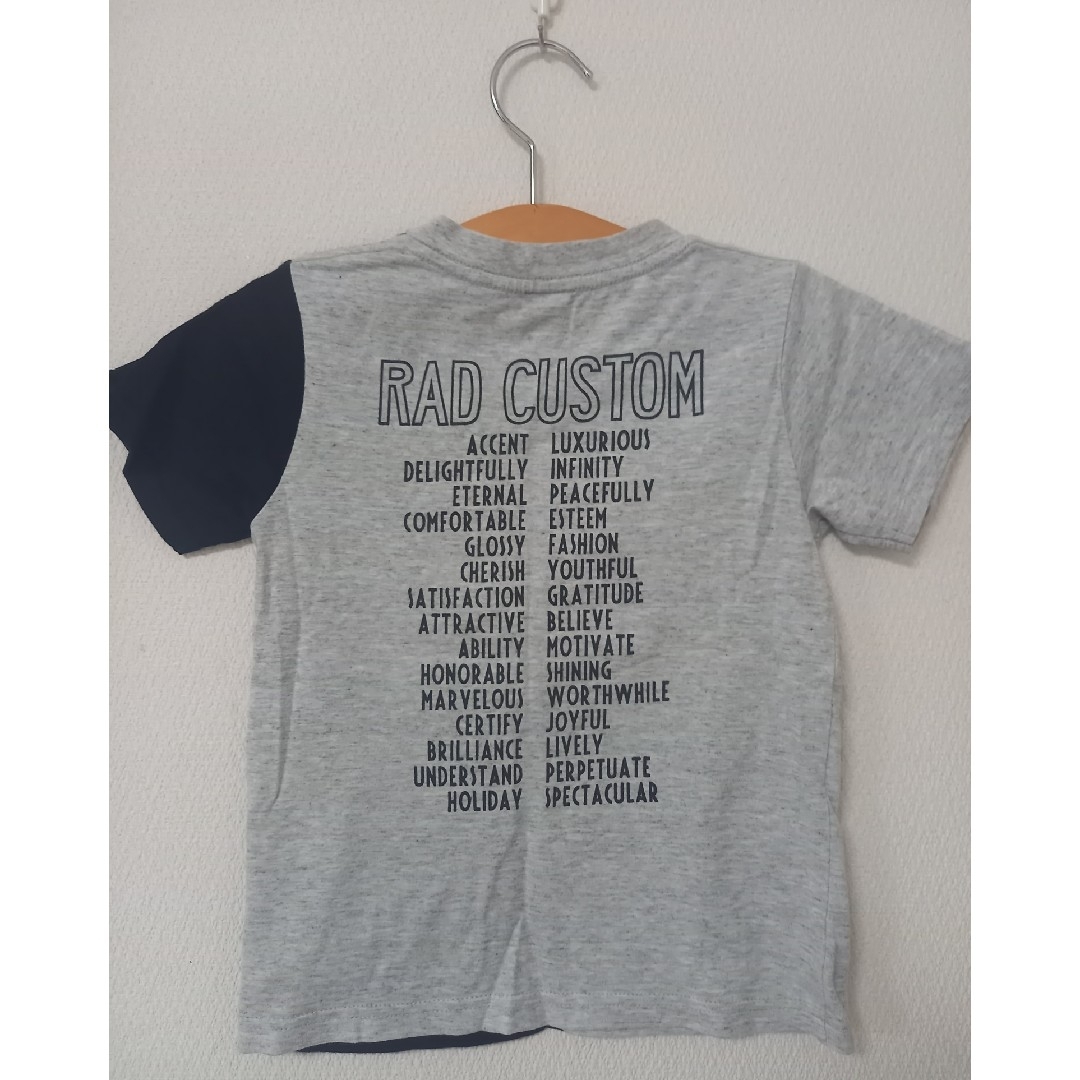 RAD CUSTOM
ACCENT LUXURIOUS
DELIGHTFULLY INFINITY
ETERNAL PEACEFULLY
COMFORTABLE ESTEEM
GLOSSY FASHION
CHERISH YOUTHFUL
SATISFACTION GRATITUDE
ATTRACTIVE BELIEVE
ABILITY MOTIVATE
HONORABLE SHINING
MARVELOUS WORTHWHILE
CERTIFY JOYFUL
BRILLIANCE LIVELY
UNDERSTAND PERPETUATE
HOLIDAY SPECTACULAR